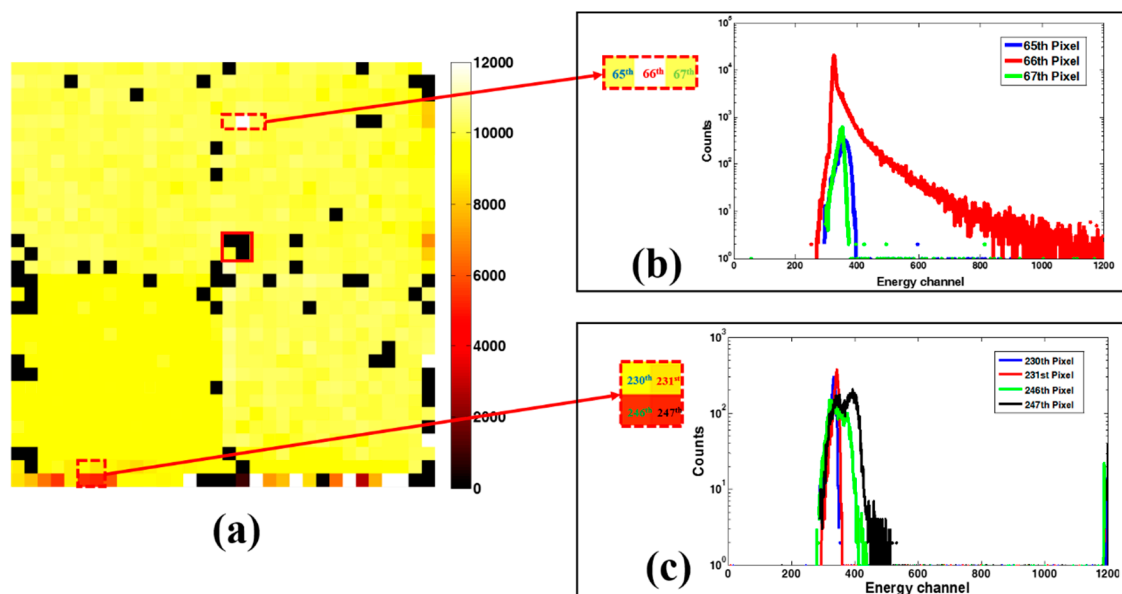 12000
10000
8000
6000
4000
2000
0
(a)
65th 66th 67th
10^5
10^4
10^3
10^2
10^1
10^0
Counts
0 200 400 600 800 1000 1200
Energy channel
65th Pixel
66th Pixel
67th Pixel
(b)
230th 231st
246th 247th
10^3
10^2
10^1
10^0
Counts
0 200 400 600 800 1000 1200
Energy channel
230th Pixel
231st Pixel
246th Pixel
247th Pixel
(c)